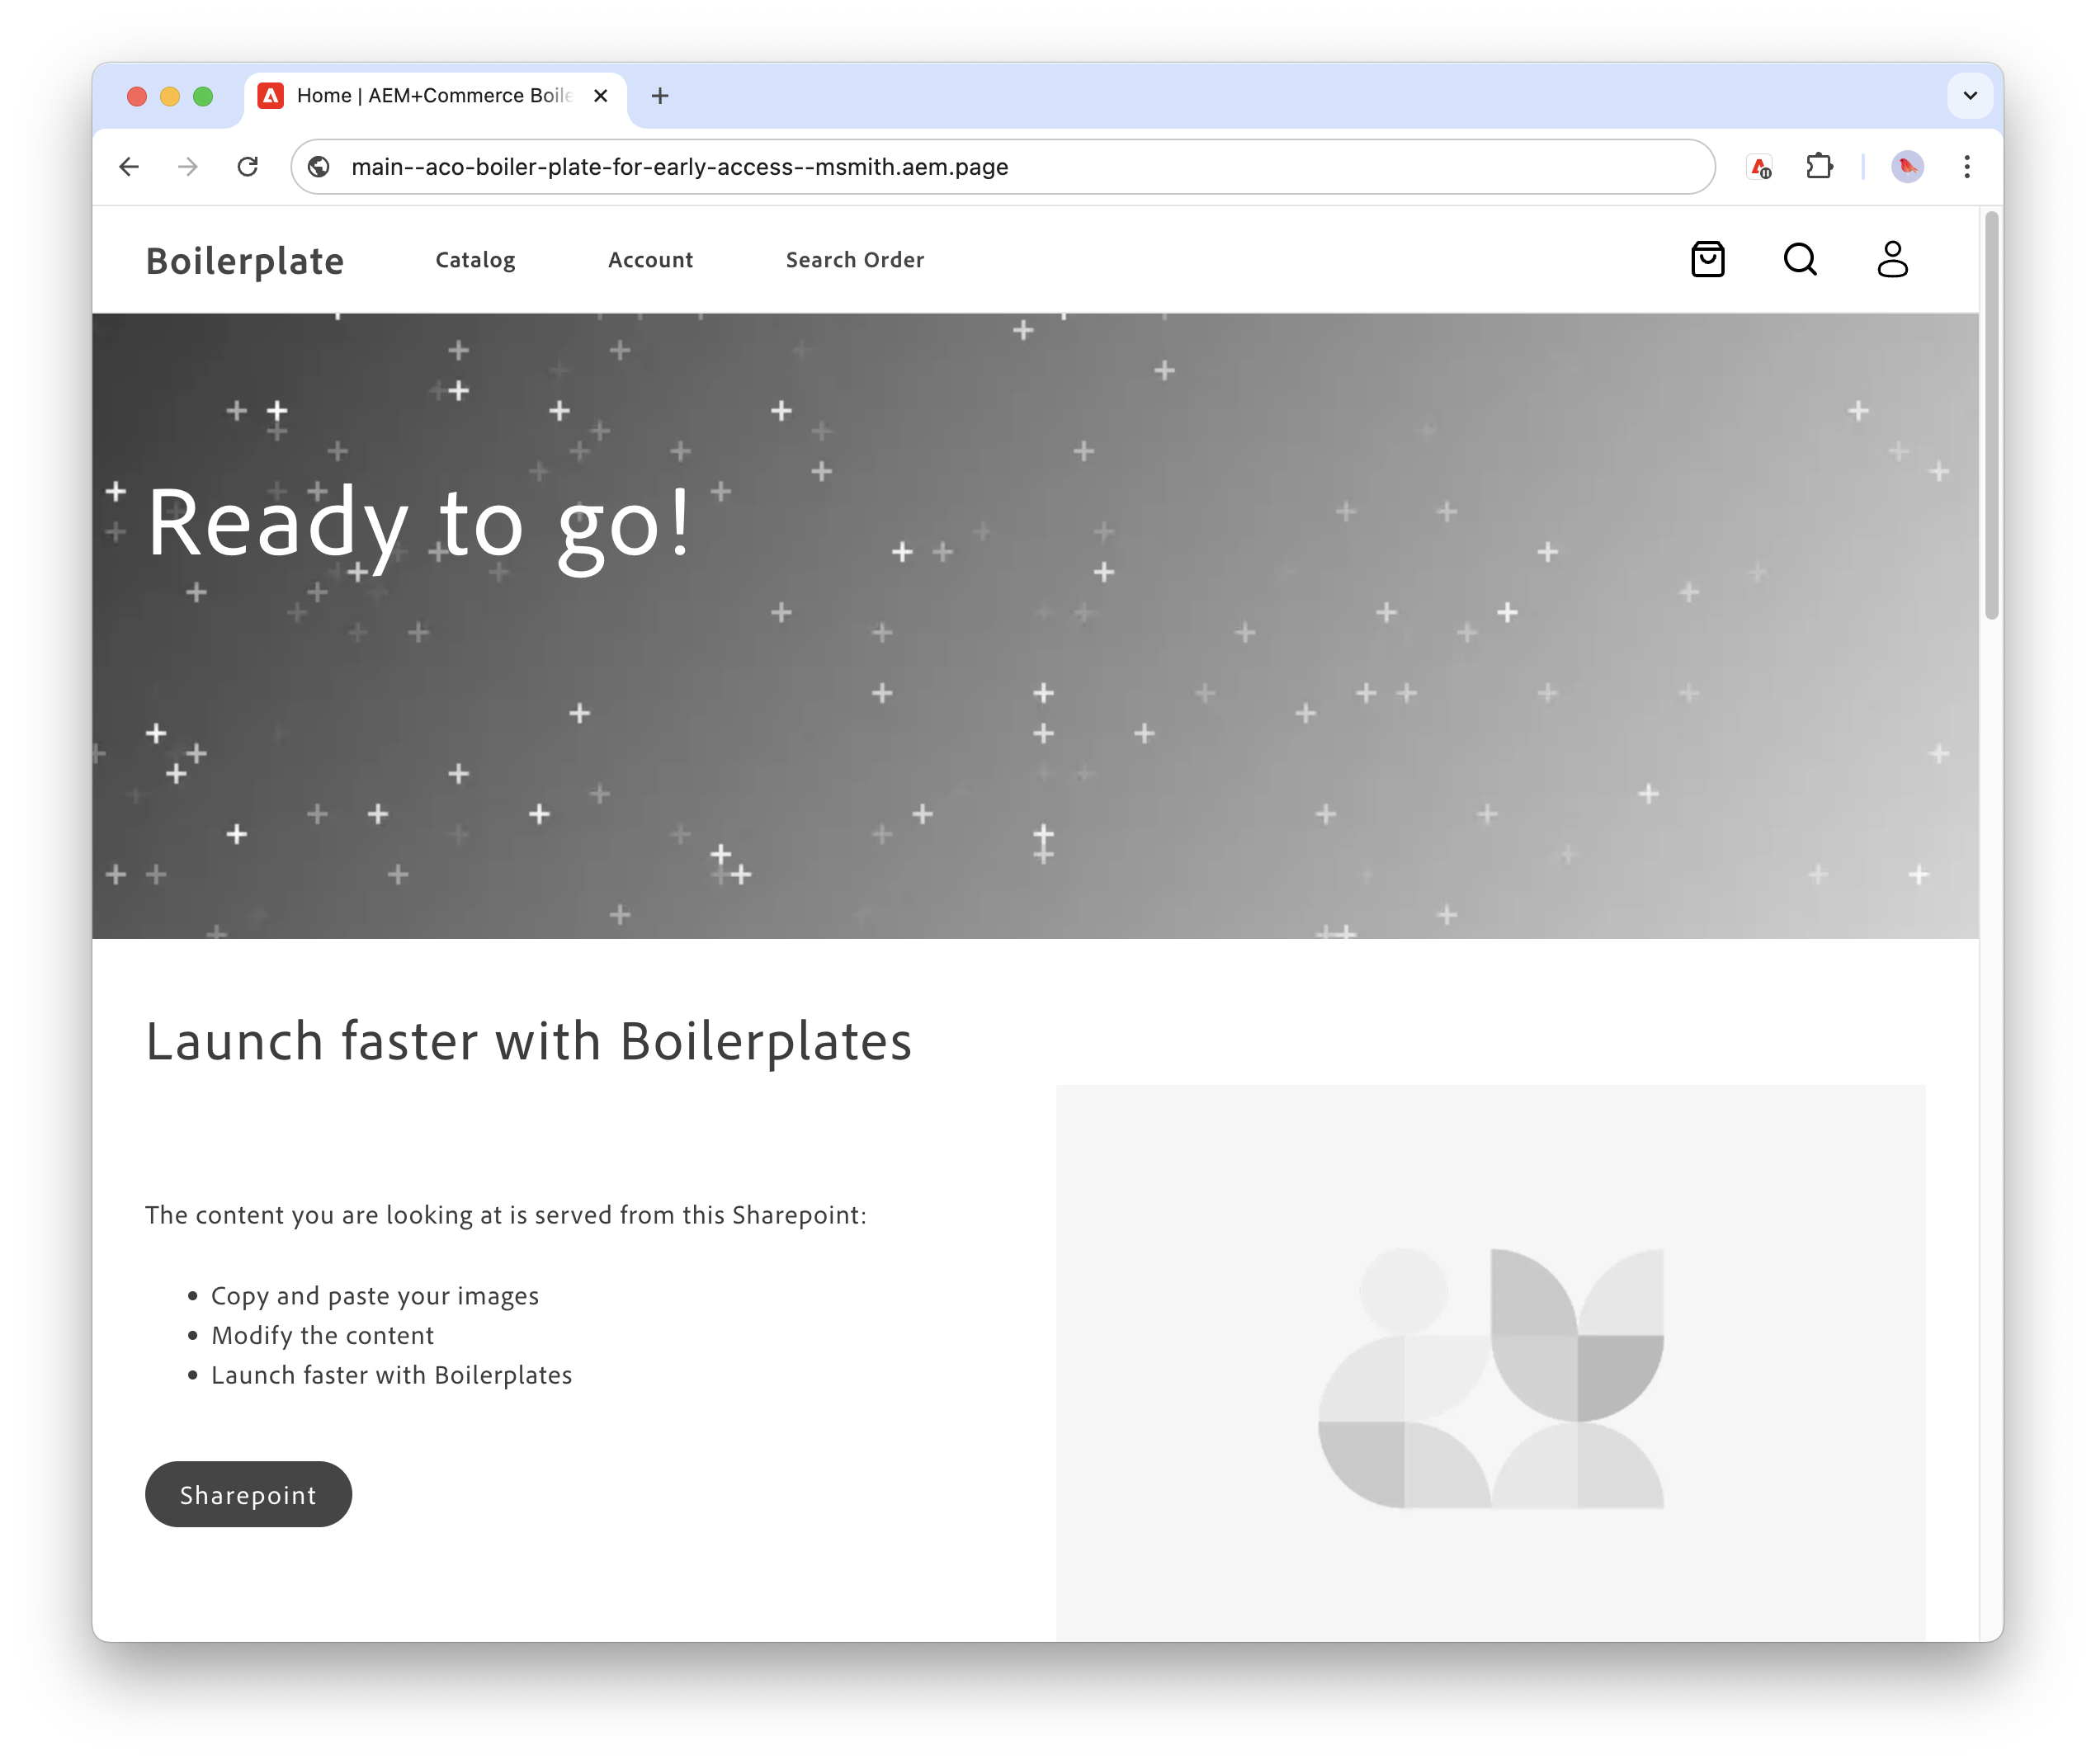 Home | AEM+Commerce Boile
main--aco-boiler-plate-for-early-access--msmith.aem.page
Boilerplate Catalog Account Search Order
Ready to go!
Launch faster with Boilerplates
The content you are looking at is served from this Sharepoint:
Copy and paste your images
Modify the content
Launch faster with Boilerplates
Sharepoint